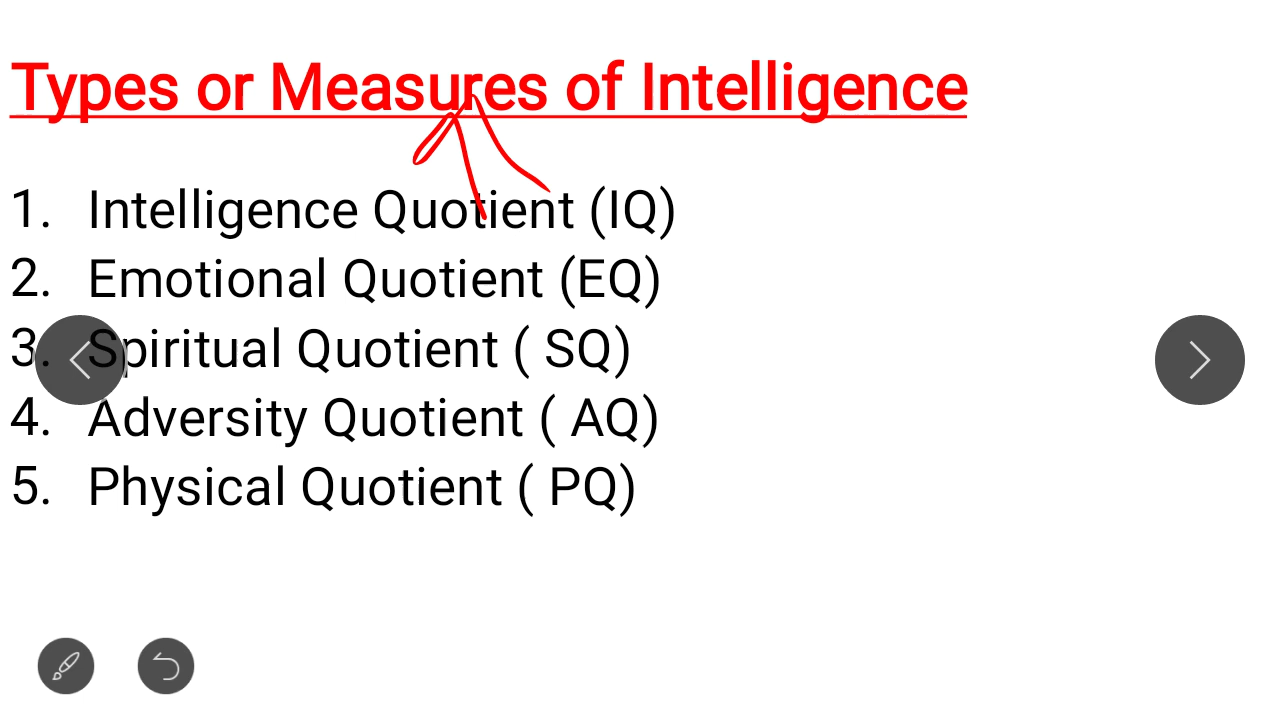 Types or Measures of Intelligence
1. Intelligence Quotient (IQ)
2. Emotional Quotient (EQ)
3. Spiritual Quotient ( SQ)
4. Adversity Quotient ( AQ)
5. Physical Quotient ( PQ)